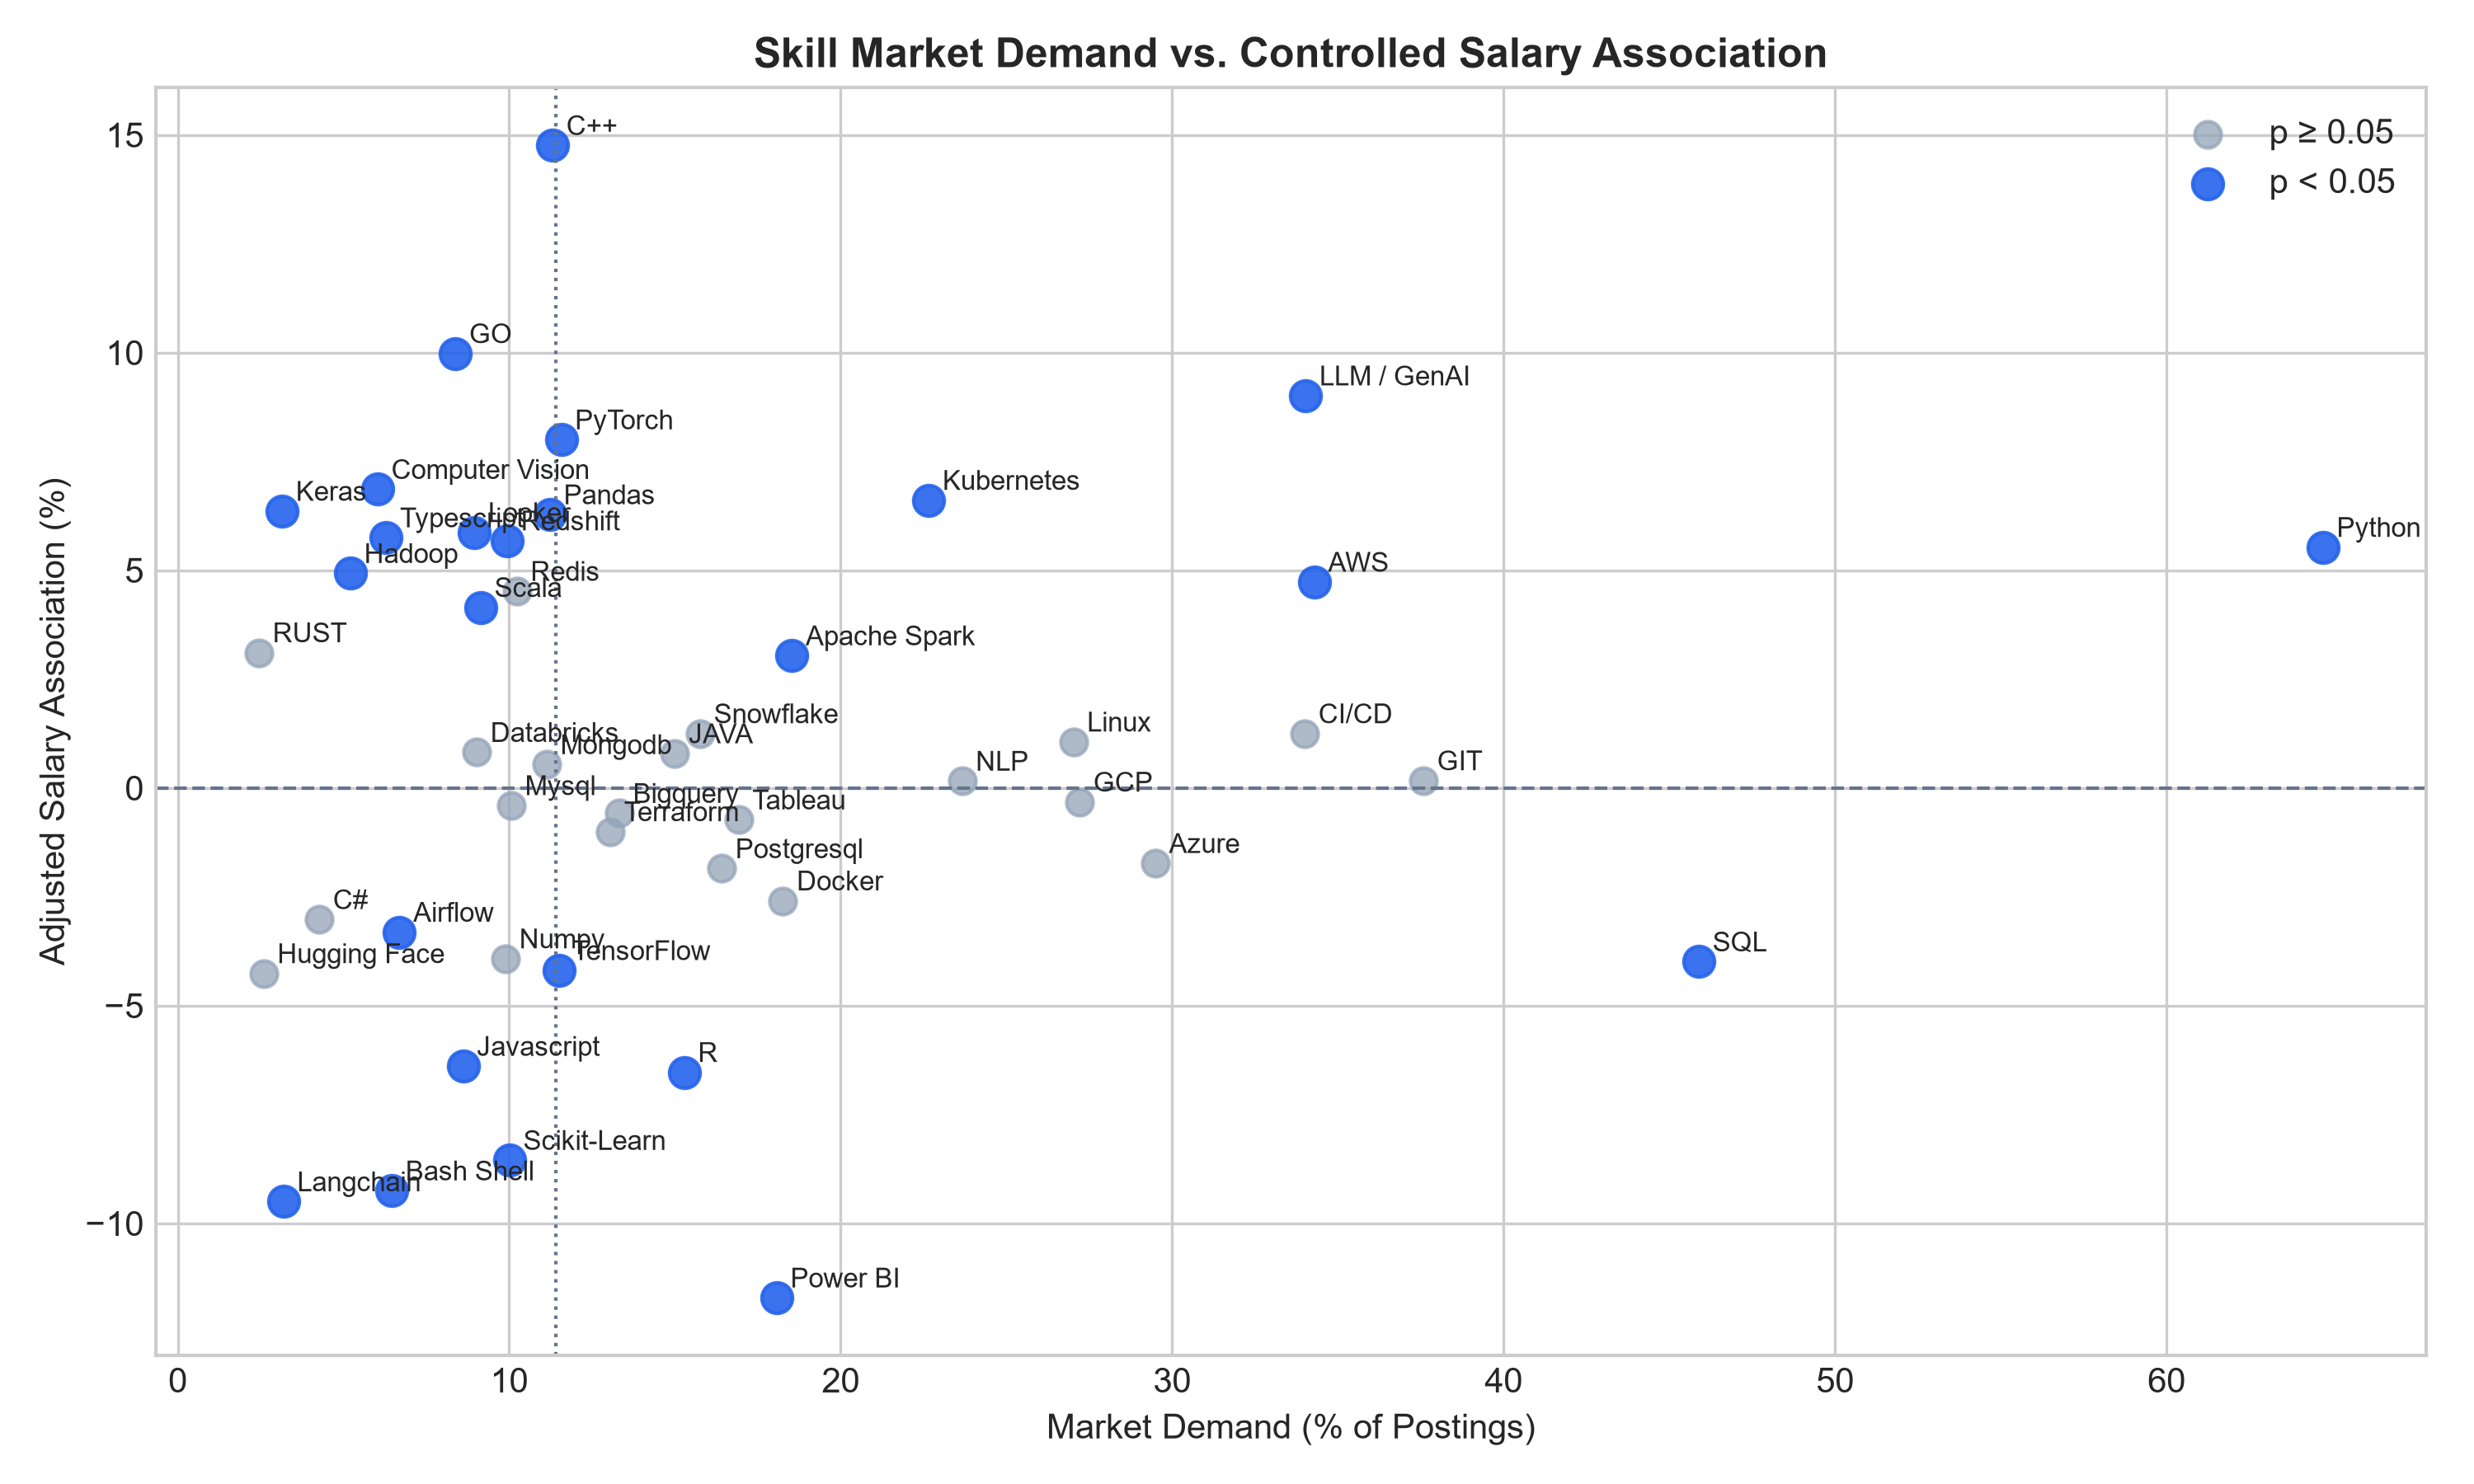 Skill Market Demand vs. Controlled Salary Association
15
10
5
0
−5
−10
Adjusted Salary Association (%)
p ≥ 0.05
p < 0.05
C++
GO
LLM / GenAI
PyTorch
Computer Vision
Keras
Pandas
Kubernetes
Typescript
Looker
Redshift
Python
Hadoop
AWS
Redis
Scala
RUST
Apache Spark
Snowflake
CI/CD
Linux
Databricks
JAVA
Mongodb
NLP
GIT
GCP
Mysql
Bigquery
Tableau
Terraform
Postgresql
Azure
Docker
C#
Airflow
Numpy
TensorFlow
SQL
Hugging Face
Javascript
R
Scikit-Learn
Bash Shell
Langchain
Power BI
0
10
20
30
40
50
60
Market Demand (% of Postings)